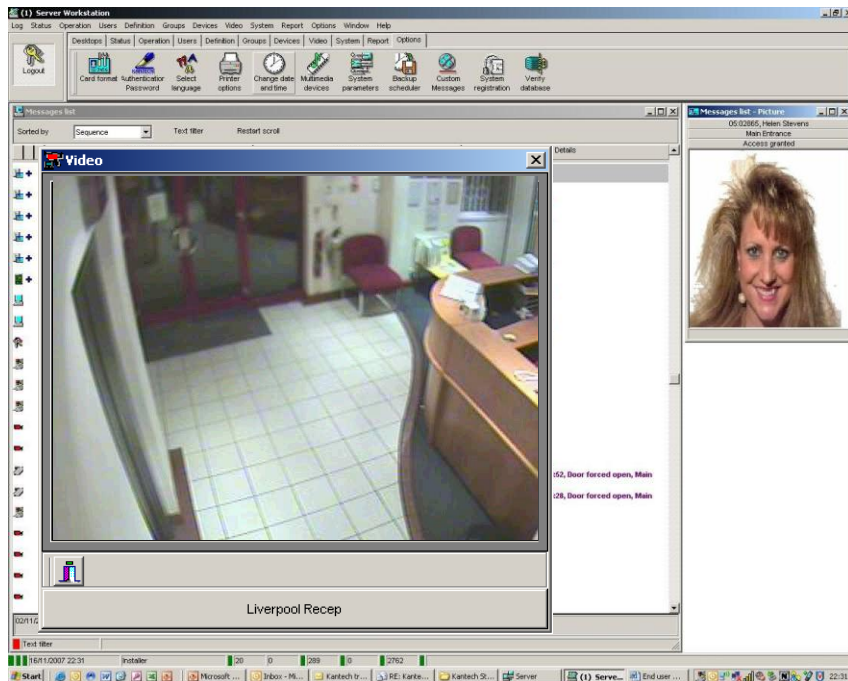 (1) Server Workstation
Log Status Operation Users Definition Groups Devices Video System Report Options Window Help
Desktops Status Operation Users Definition Groups Devices Video System Report Options
Logout
Card format
Authentication Password
Select language
Printer options
Change date and time
Multimedia devices
System parameters
Backup scheduler
Custom Messages
System registration
Verify database
Messages list
Sorted by Sequence Text filter Restart scroll
Details
Video
:52, Door forced open, Main
:28, Door forced open, Main
Liverpool Recep
02/11/2
Text filter
Messages list - Picture
05:02865, Helen Stevens
Main Entrance
Access granted
16/11/2007 22:31 Installer 20 0 289 0 2762
Start Microsoft ... Inbox - Mi... Kantech tr... RE: Kante... Kantech St... Server (1) Serve... End user ... 22:31